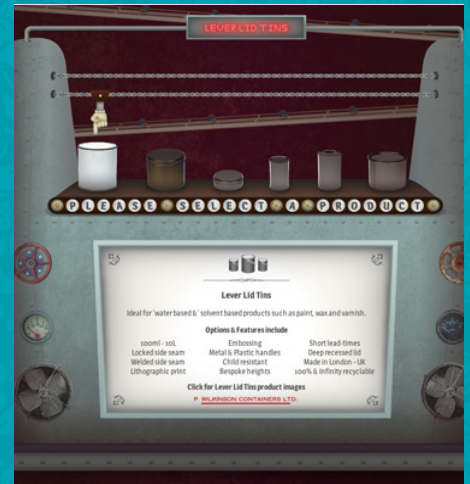 LEVER LID TINS
PLEASE SELECT A PRODUCT
Lever Lid Tins
Ideal for 'water based &' solvent based products such as paint, wax and varnish.
Options & Features include
100ml - 10L Embossing Short lead-times
Locked side seam Metal & Plastic handles Deep recessed lid
Welded side seam Child resistant Made in London - UK
Lithographic print Bespoke heights 100% & Infinity recyclable
Click for Lever Lid Tins product images
P. WILKINSON CONTAINERS LTD.